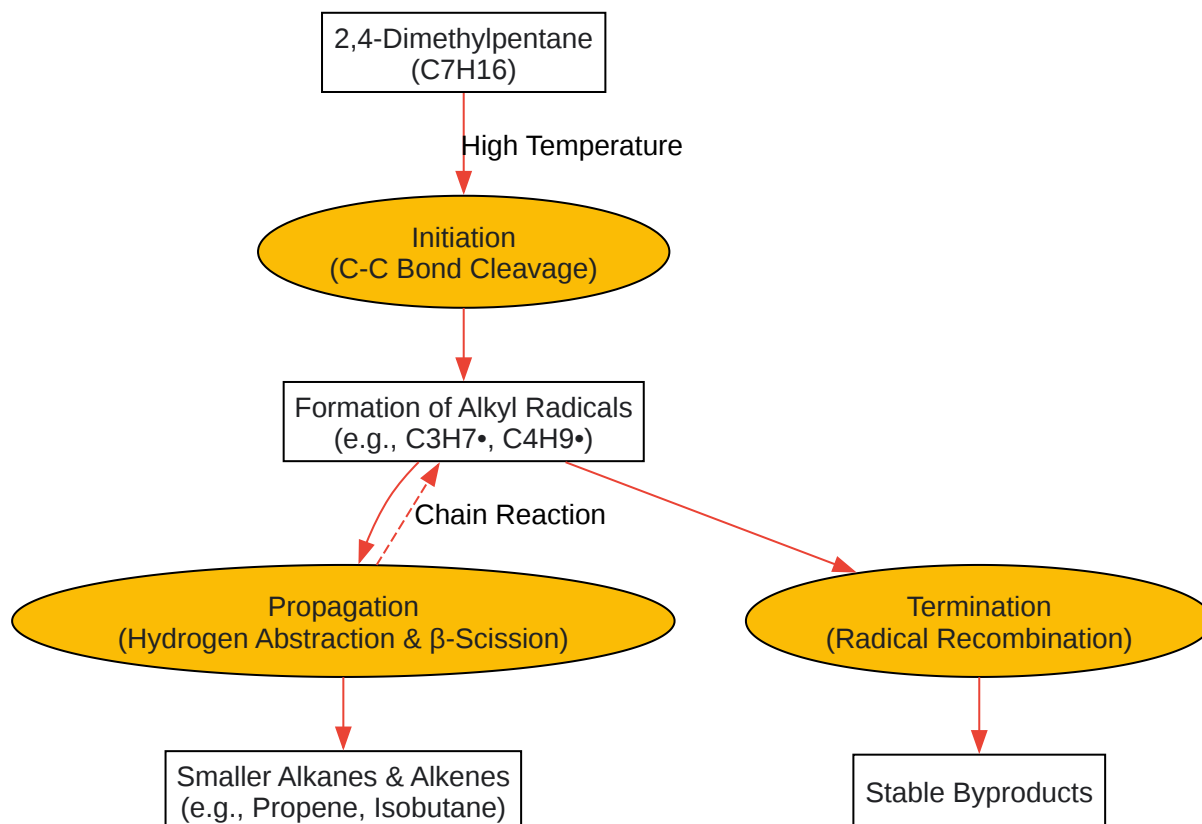 2,4-Dimethylpentane
(C7H16)
High Temperature
Initiation
(C-C Bond Cleavage)
Formation of Alkyl Radicals
(e.g., C3H7•, C4H9•)
Chain Reaction
Propagation
(Hydrogen Abstraction & β-Scission)
Termination
(Radical Recombination)
Smaller Alkanes & Alkenes
(e.g., Propene, Isobutane)
Stable Byproducts